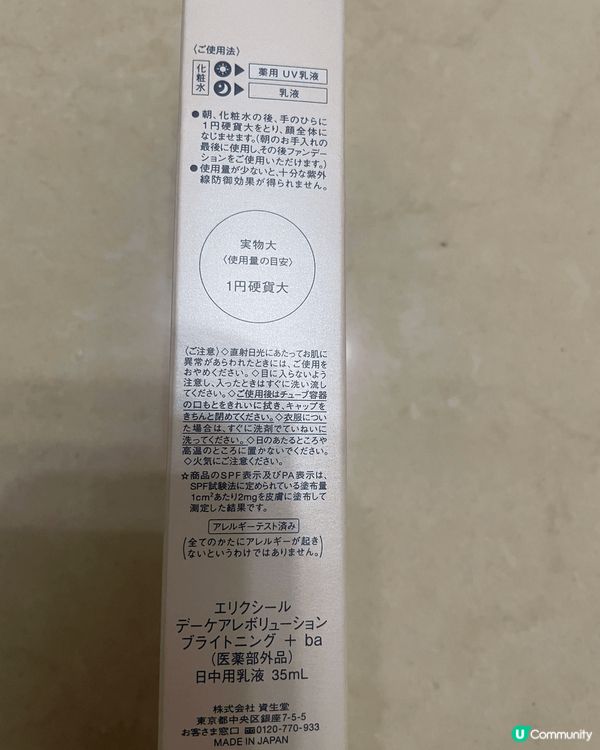 〈ご使用法〉
化粧水
薬用 UV乳液
乳液
●朝、化粧水の後、手のひらに
1円硬貨大をとり、顔全体に
なじませます。(朝のお手入れの
最後に使用し、その後ファンデー
ションをご使用いただけます。)
●使用量が少ないと、十分な紫外
線防御効果が得られません。
実物大
〈使用量の目安〉
1円硬貨大
〈ご注意〉◇直射日光にあたってお肌に
異常があらわれたときには、ご使用を
おやめください。◇目に入らないよう
注意し、入ったときはすぐに洗い流し
てください。◇ご使用後はチューブ容器
の口もとをきれいに拭き、キャップを
きちんと閉めてください。◇衣服につい
た場合は、すぐに洗剤でていねいに
洗ってください。◇日のあたるところや
高温のところに置かないでください。
◇火気にご注意ください。
☆商品のSPF表示及びPA表示は、
SPF試験法に定められている塗布量
1cm²あたり2mgを皮膚に塗布して
測定した結果です。
アレルギーテスト済み
(全てのかたにアレルギーが起き
ないというわけではありません。)
エリクシール
デーケアレボリューション
ブライトニング + ba
(医薬部外品)
日中用乳液 35mL
株式会社 資生堂
東京都中央区銀座7-5-5
お客さま窓口 0120-770-933
MADE IN JAPAN
U Community